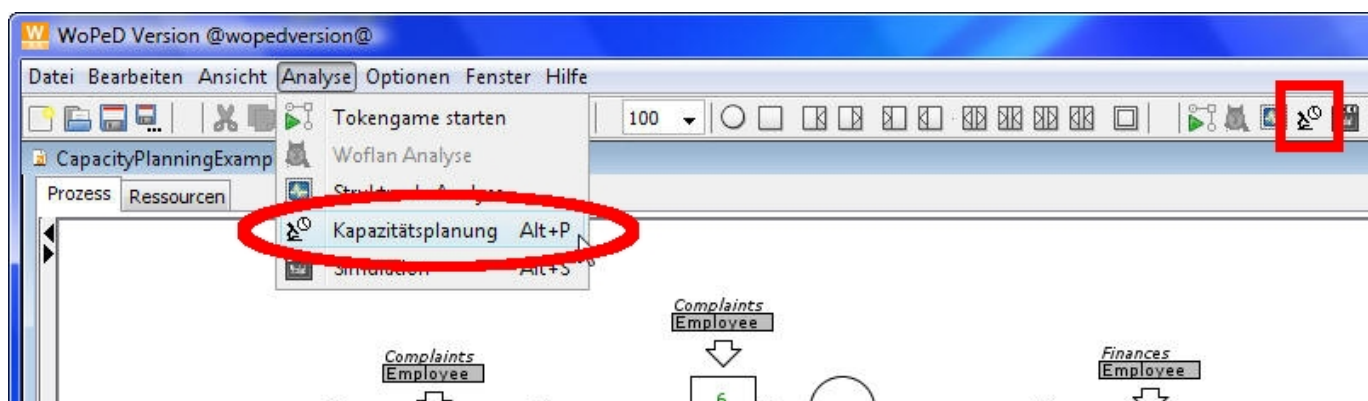 WoPeD Version @wopedversion@
Datei Bearbeiten Ansicht Analyse Optionen Fenster Hilfe
Tokengame starten
100
CapacityPlanningExamp
Woflan Analyse
Prozess Ressourcen
Kapazitätsplanung Alt+P
Simulation Alt+S
Complaints
Employee
Complaints
Employee
Finances
Employee
6